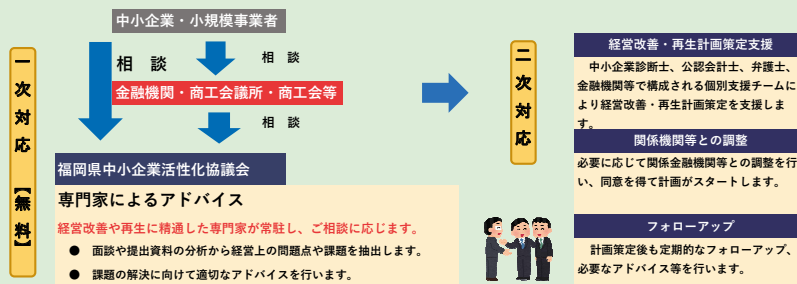 一次対応【無料】
中小企業・小規模事業者
相　談
相　談
金融機関・商工会議所・商工会等
相　談
福岡県中小企業活性化協議会
専門家によるアドバイス
経営改善や再生に精通した専門家が常駐し、ご相談に応じます。
●　面談や提出資料の分析から経営上の問題点や課題を抽出します。
●　課題の解決に向けて適切なアドバイスを行います。
二次対応
経営改善・再生計画策定支援
中小企業診断士、公認会計士、弁護士、
金融機関等で構成される個別支援チームに
より経営改善・再生計画策定を支援しま
す。
関係機関等との調整
必要に応じて関係金融機関等との調整を行
い、同意を得て計画がスタートします。
フォローアップ
計画策定後も定期的なフォローアップ、
必要なアドバイス等を行います。